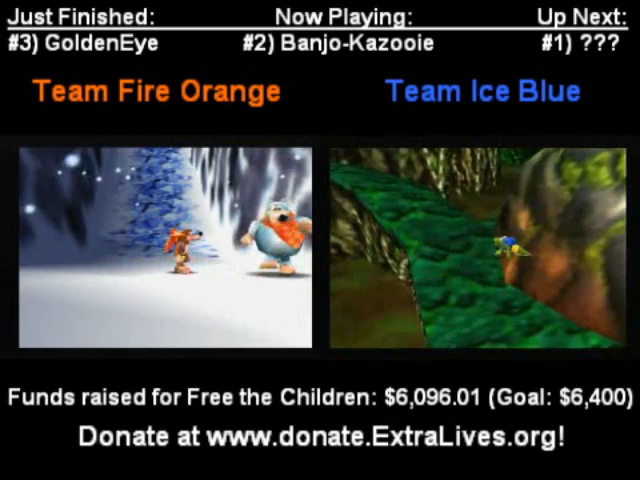 Just Finished: Now Playing: Up Next:
#3) GoldenEye #2) Banjo-Kazooie #1) ???
Team Fire Orange Team Ice Blue
Funds raised for Free the Children: $6,096.01 (Goal: $6,400)
Donate at www.donate.ExtraLives.org!